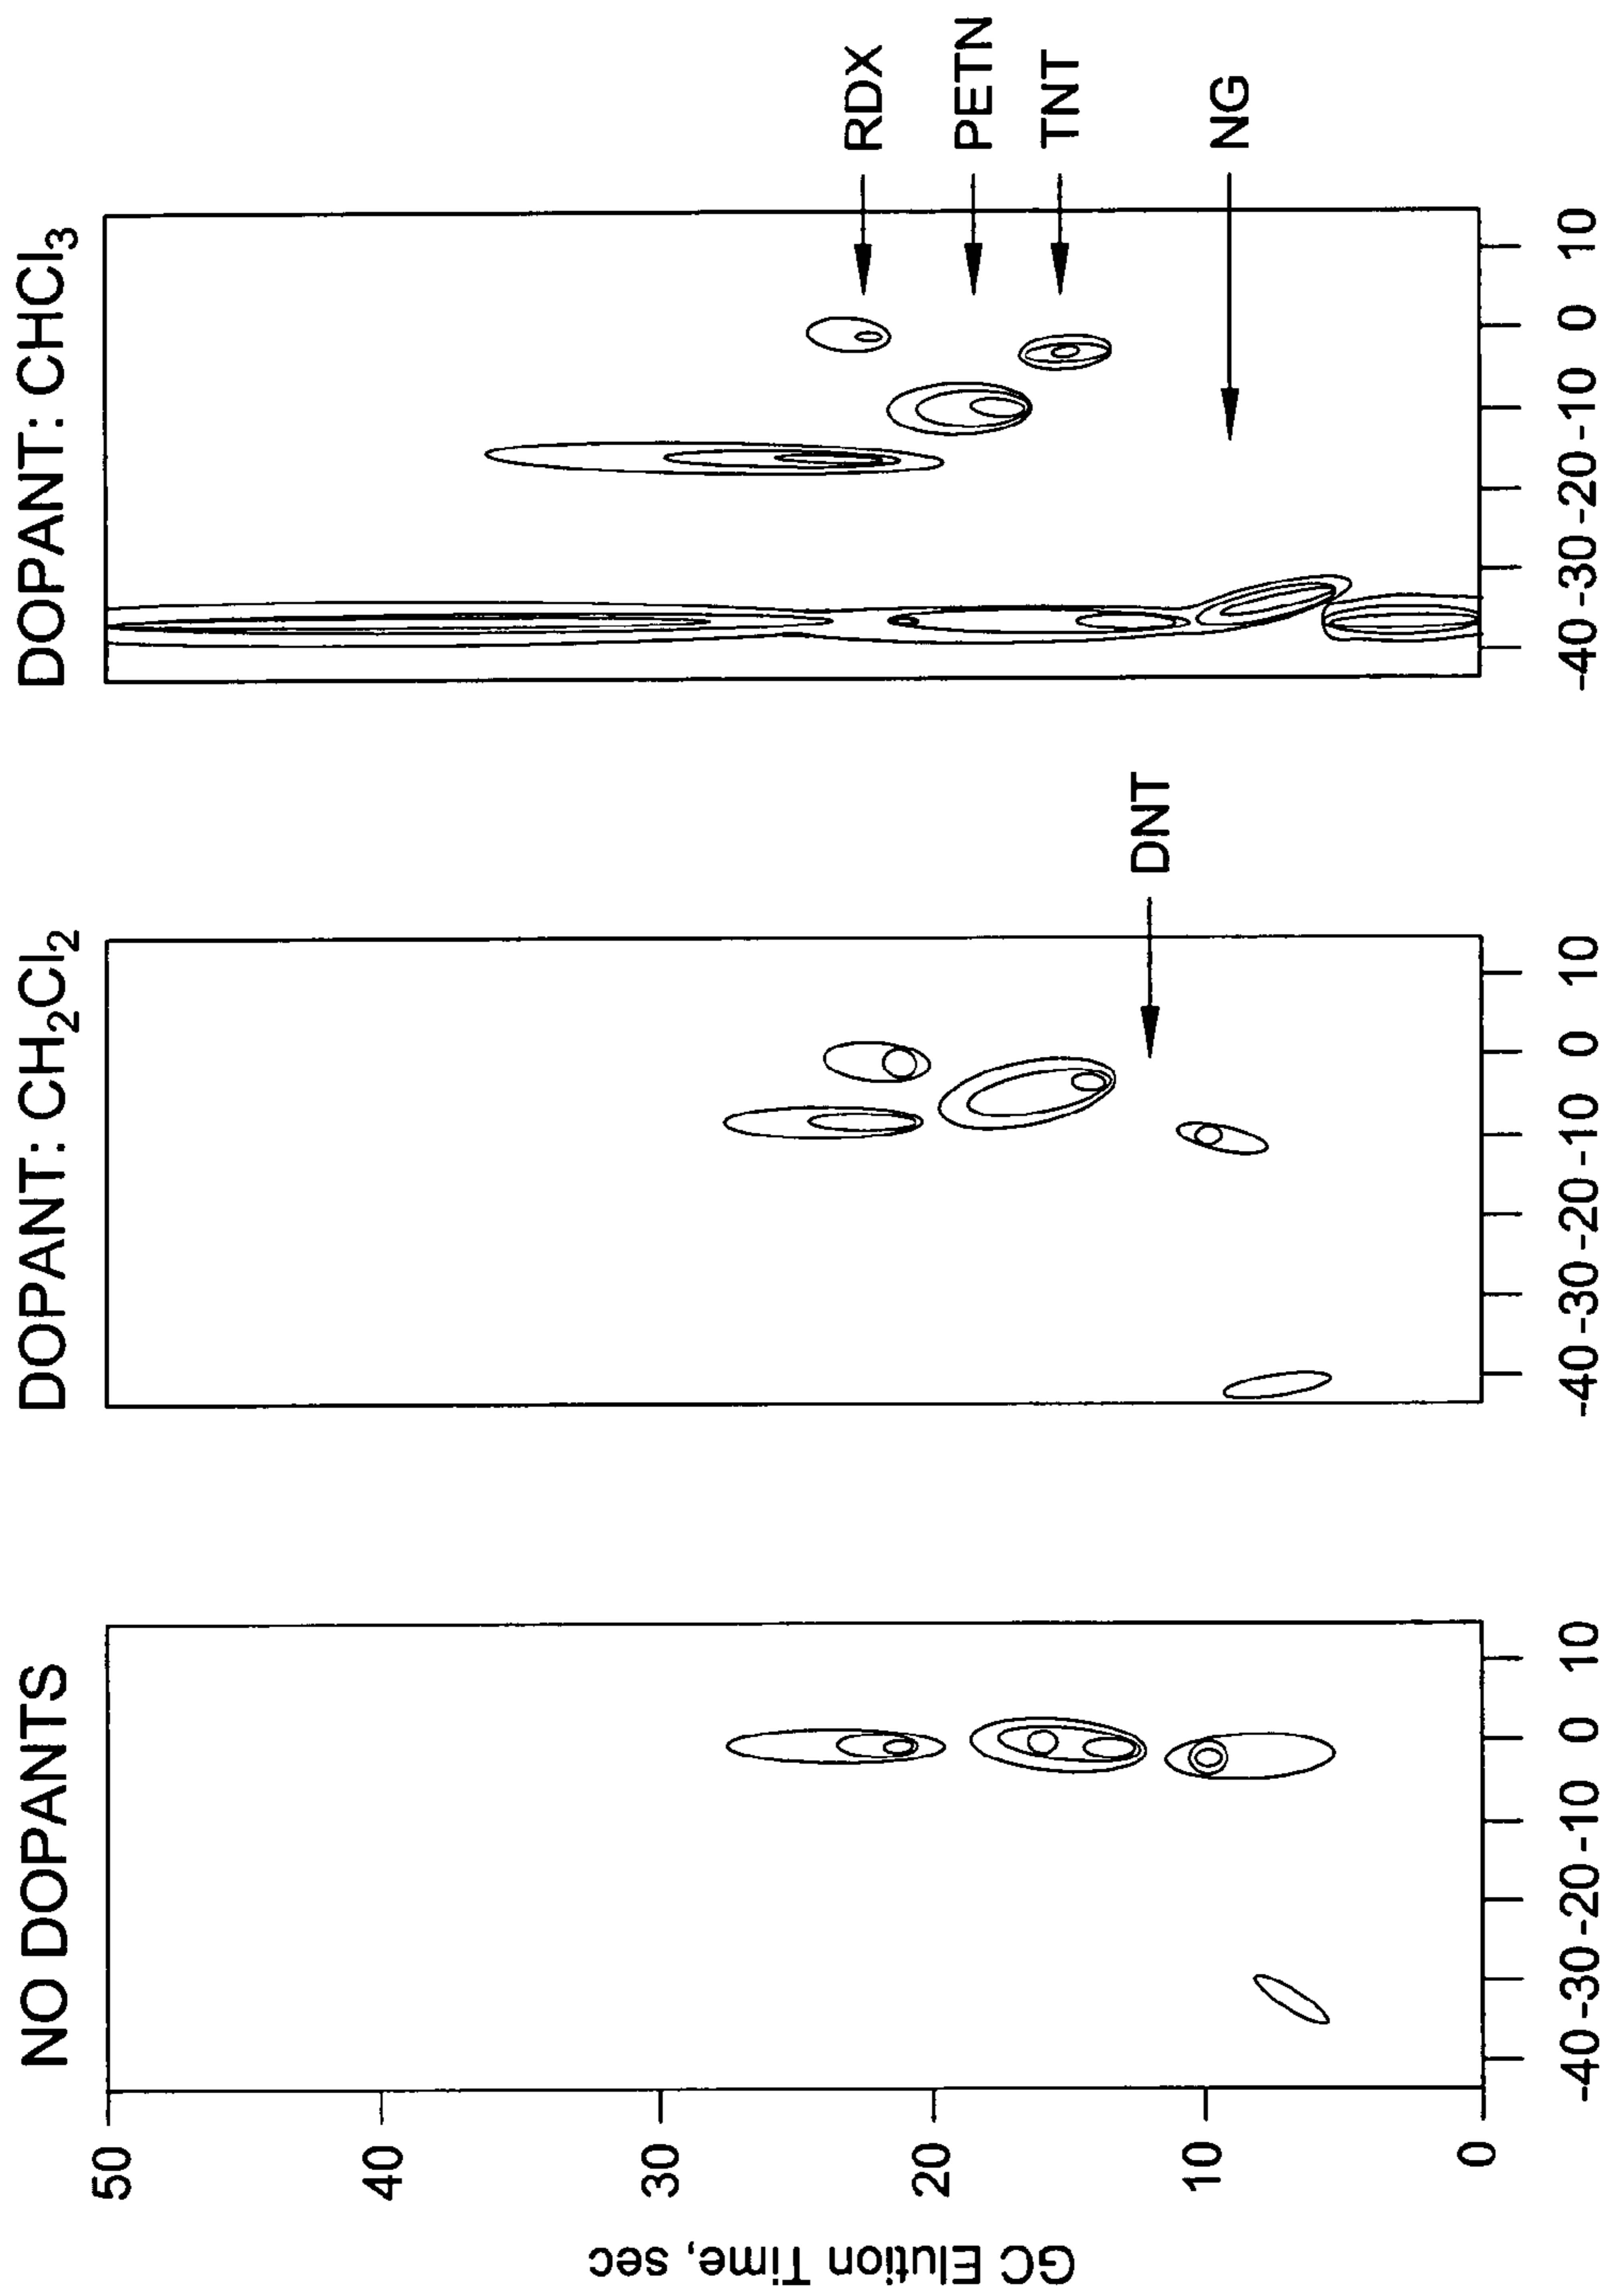 NO DOPANTS
DOPANT: CH₂Cl₂
DOPANT: CHCl₃
GC Elution Time, sec
50
40
30
20
10
0
RDX
PETN
TNT
NG
DNT
-40 -30 -20 -10 0 10
-40 -30 -20 -10 0 10
-40 -30 -20 -10 0 10